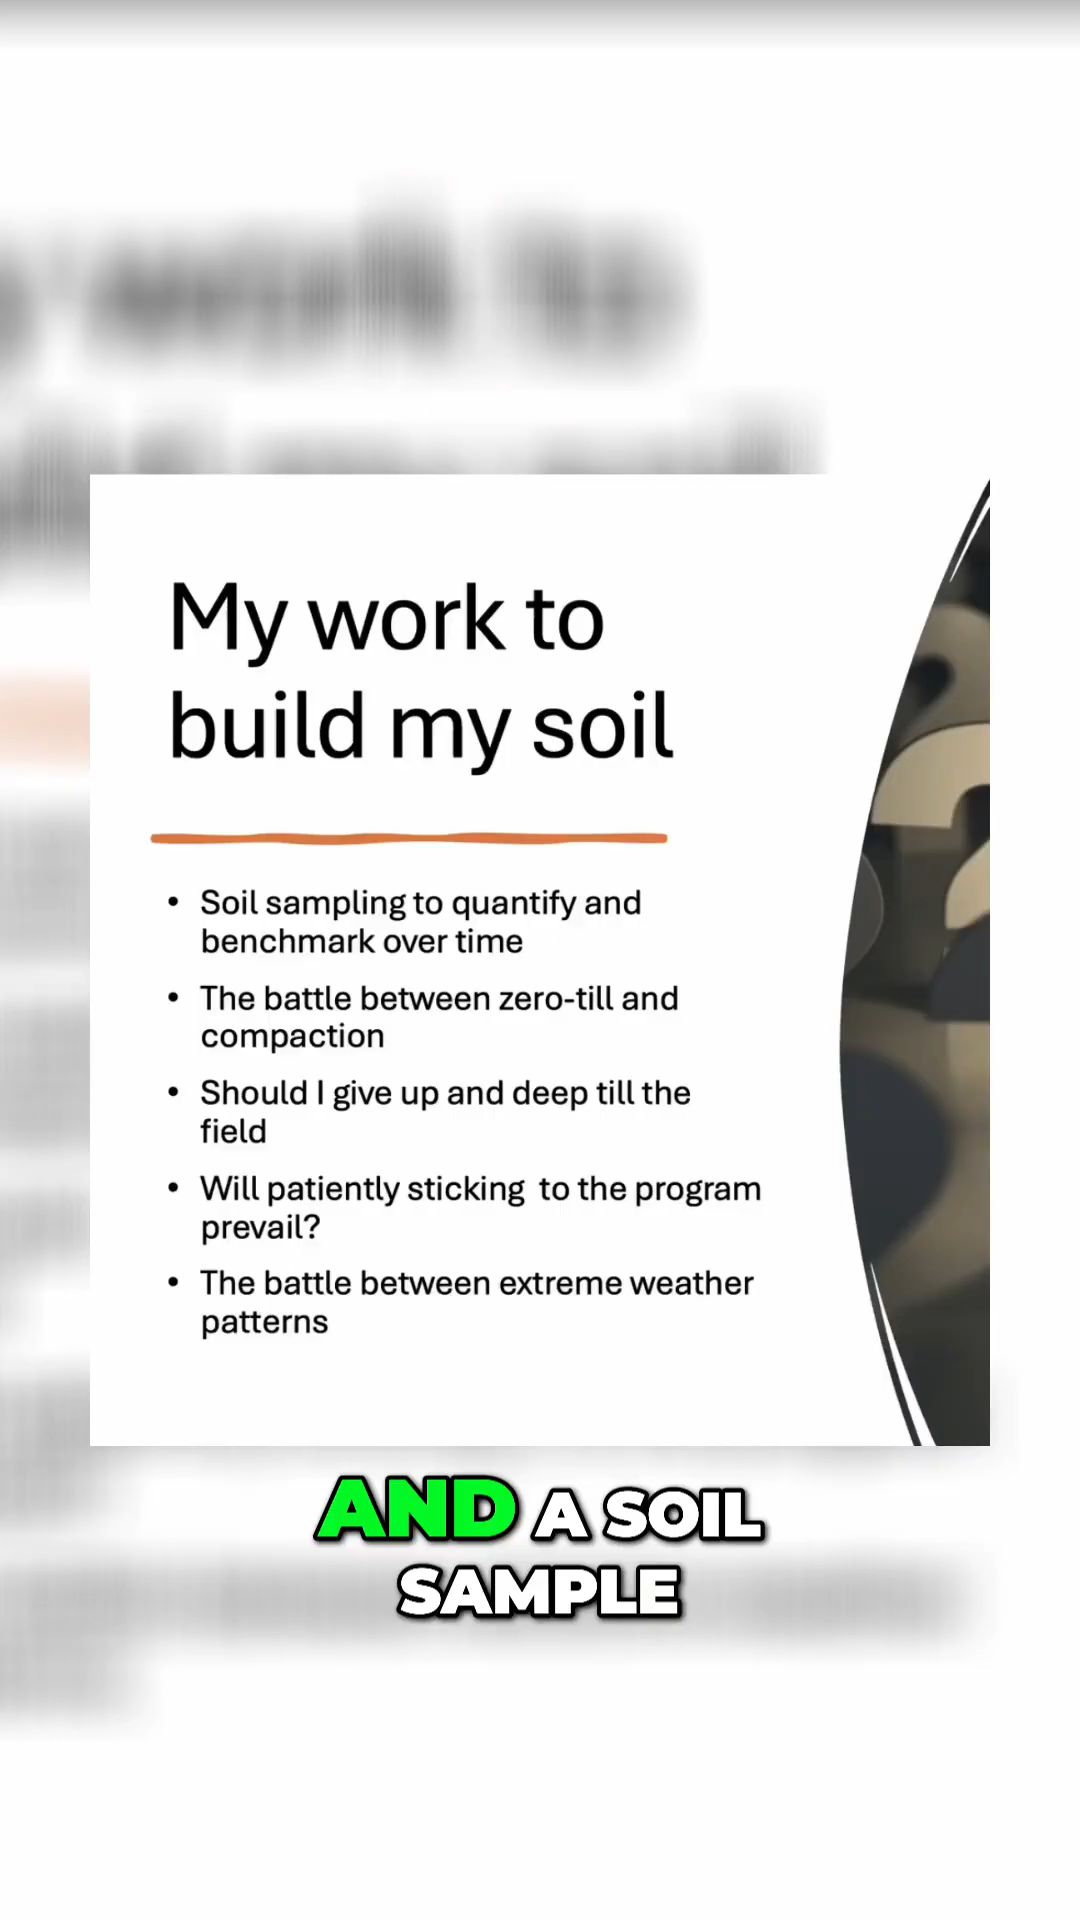 My work to
build my soil
• Soil sampling to quantify and
benchmark over time
• The battle between zero-till and
compaction
• Should I give up and deep till the
field
• Will patiently sticking  to the program
prevail?
• The battle between extreme weather
patterns
AND A SOIL
SAMPLE